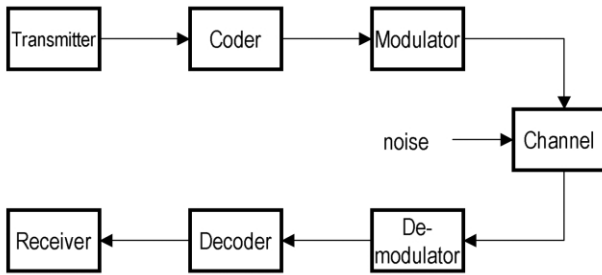 Transmitter
Coder
Modulator
noise
Channel
Receiver
Decoder
De-
modulator